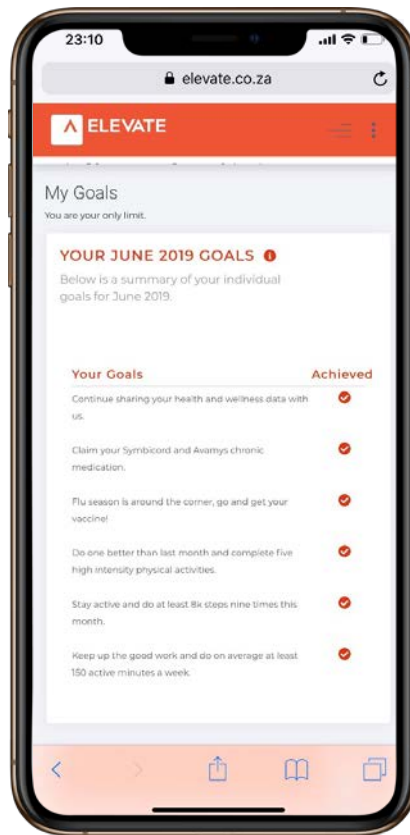 23:10
elevate.co.za
ELEVATE
My Goals
You are your only limit.
YOUR JUNE 2019 GOALS
Below is a summary of your individual
goals for June 2019.
Your Goals Achieved
Continue sharing your health and wellness data with
us.
Claim your Symbicord and Avamys chronic
medication.
Flu season is around the corner, go and get your
vaccine!
Do one better than last month and complete five
high intensity physical activities.
Stay active and do at least 8k steps nine times this
month.
Keep up the good work and do on average at least
150 active minutes a week.